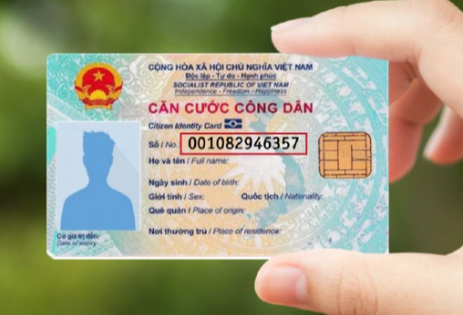 CỘNG HÒA XÃ HỘI CHỦ NGHĨA VIỆT NAM
Độc lập - Tự do - Hạnh phúc
SOCIALIST REPUBLIC OF VIET NAM
Independence - Freedom - Happiness
CĂN CƯỚC CÔNG DÂN
Citizen Identity Card
Số / No. 001082946357
Họ và tên / Full name:
Ngày sinh / Date of birth:
Giới tính / Sex: Quốc tịch / Nationality:
Quê quán / Place of origin:
Có giá trị đến:
Date of expiry
Nơi thường trú / Place of residence: